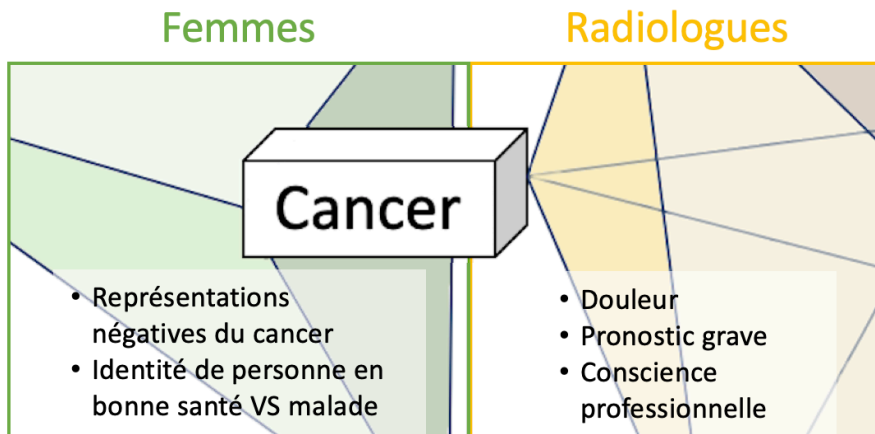 Femmes
Radiologues
Cancer
• Représentations
négatives du cancer
• Identité de personne en
bonne santé VS malade
• Douleur
• Pronostic grave
• Conscience
professionnelle